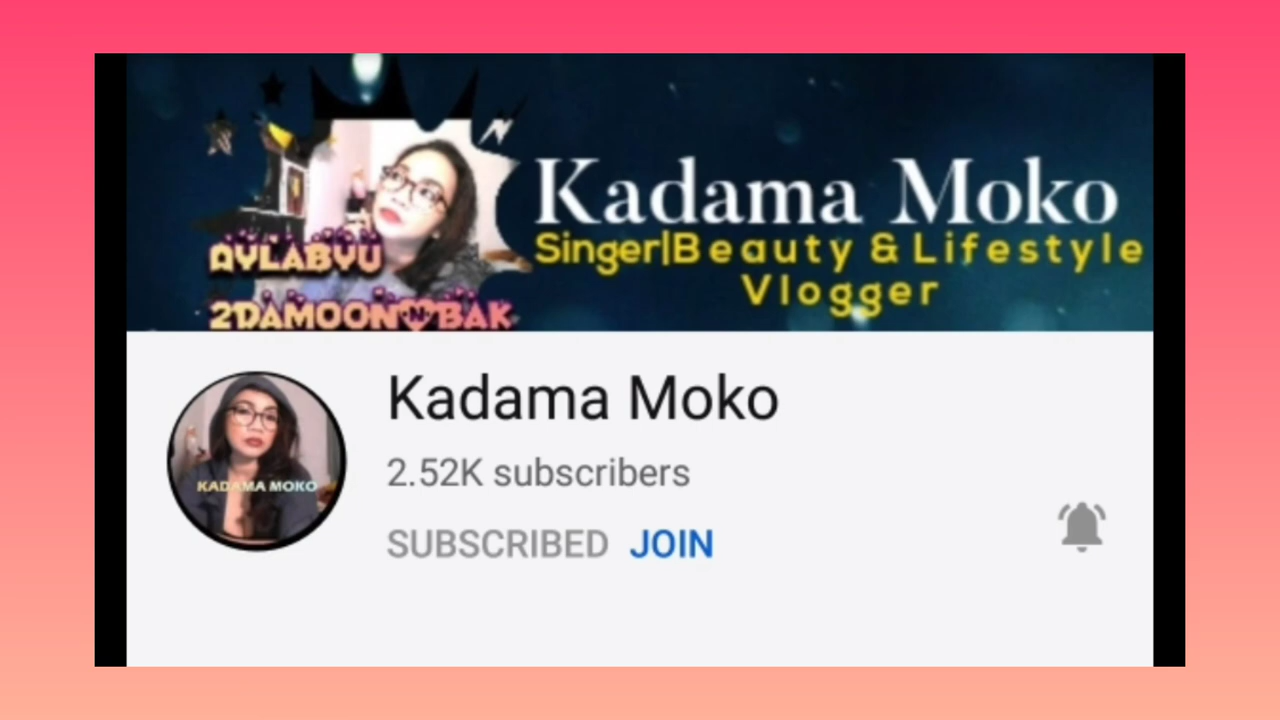 AYLABYU
2DAMOON N BAK
Kadama Moko
Singer|Beauty & Lifestyle
Vlogger
KADAMA MOKO
Kadama Moko
2.52K subscribers
SUBSCRIBED JOIN